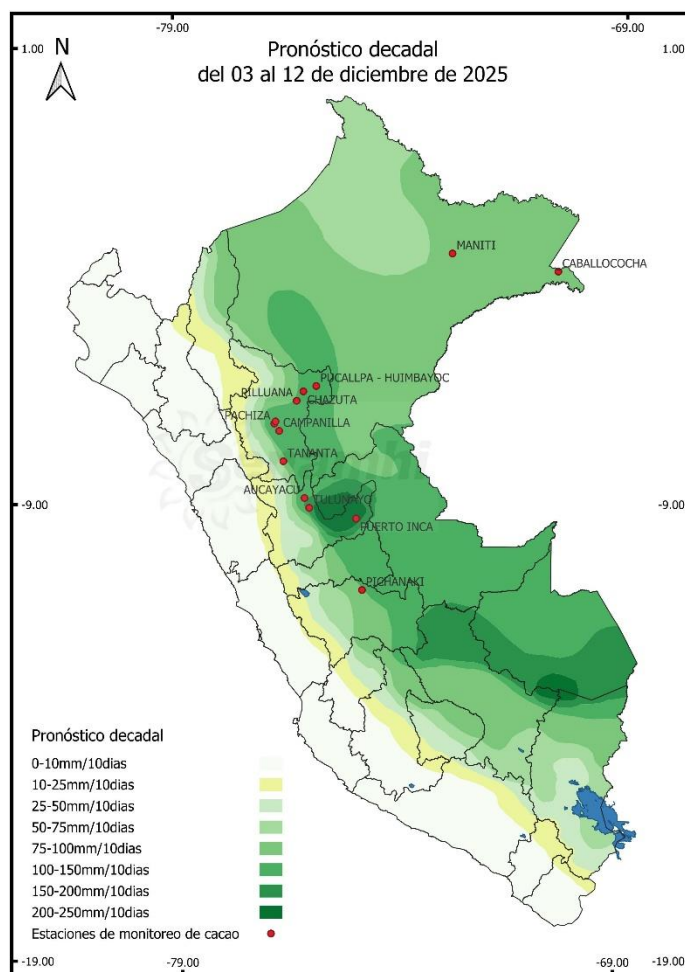 -79.00
-69.00
1.00
1.00
N
Pronóstico decadal
del 03 al 12 de diciembre de 2025
MANITI
CABALLOCOCHA
PUCALLPA - HUIMBAYOC
PILLUANA
CHAZUTA
PACHIZA
CAMPANILLA
TANANTA
AUCAYACU
TULUMAYO
PUERTO INCA
-9.00
-9.00
PICHANAKI
Pronóstico decadal
0-10mm/10dias
10-25mm/10dias
25-50mm/10dias
50-75mm/10dias
75-100mm/10dias
100-150mm/10dias
150-200mm/10dias
200-250mm/10dias
Estaciones de monitoreo de cacao
-19.00
-19.00
-79.00
-69.00